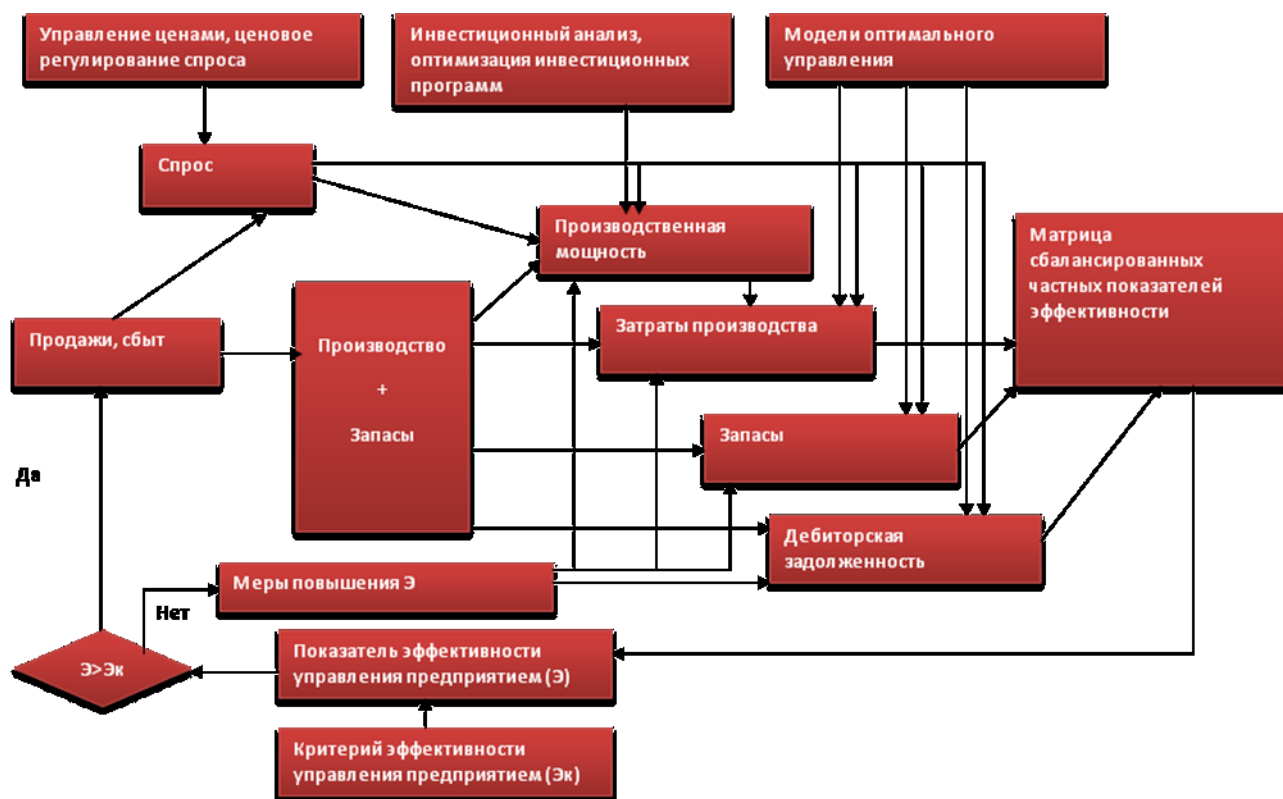 Управление ценами, ценовое
регулирование спроса
Инвестиционный анализ,
оптимизация инвестиционных
программ
Модели оптимального
управления
Спрос
Производственная
мощность
Матрица
сбалансированных
частных показателей
эффективности
Продажи, сбыт
Производство
+
Запасы
Затраты производства
Запасы
Да
Дебиторская
задолженность
Меры повышения Э
Нет
Э>Эк
Показатель эффективности
управления предприятием (Э)
Критерий эффективности
управления предприятием (Эк)